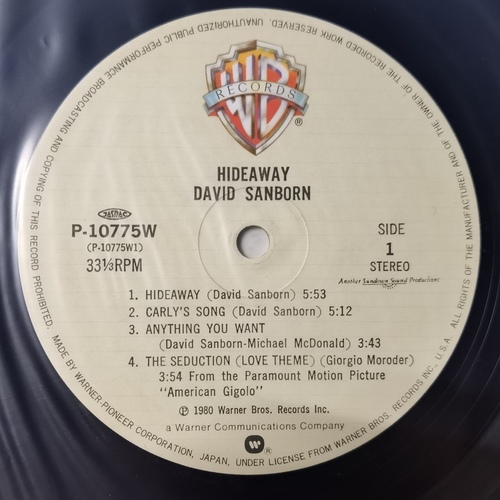 UNAUTHORIZED PUBLIC PERFORMANCE BROADCASTING AND COPYING OF THIS RECORD PROHIBITED.
ALL RIGHTS OF THE MANUFACTURER AND OF THE OWNER OF THE RECORDED WORK RESERVED.
WB
RECORDS
®
HIDEAWAY
DAVID SANBORN
JASRAC
P-10775W
(P-10775W1)
33⅓RPM
SIDE
1
STEREO
Another Sundown Sound Production
1. HIDEAWAY (David Sanborn) 5:53
2. CARLY'S SONG (David Sanborn) 5:12
3. ANYTHING YOU WANT
(David Sanborn-Michael McDonald) 3:43
4. THE SEDUCTION (LOVE THEME) (Giorgio Moroder)
3:54 From the Paramount Motion Picture
"American Gigolo"
℗ 1980 Warner Bros. Records Inc.
a Warner Communications Company
MADE BY WARNER-PIONEER CORPORATION, JAPAN, UNDER LICENSE FROM WARNER BROS. RECORDS INC., U.S.A.